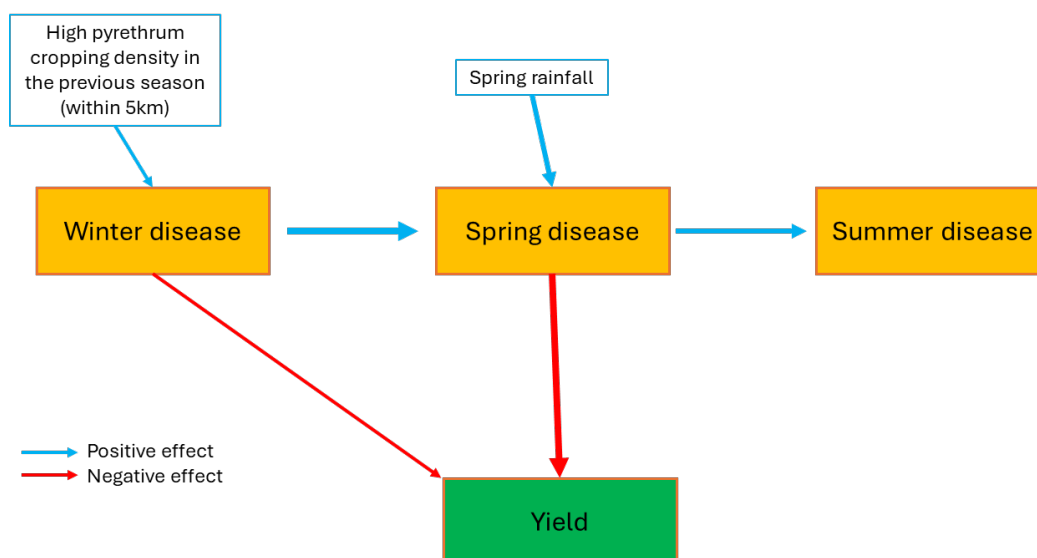 High pyrethrum
cropping density in
the previous season
(within 5km)
Spring rainfall
Winter disease
Spring disease
Summer disease
Positive effect
Negative effect
Yield